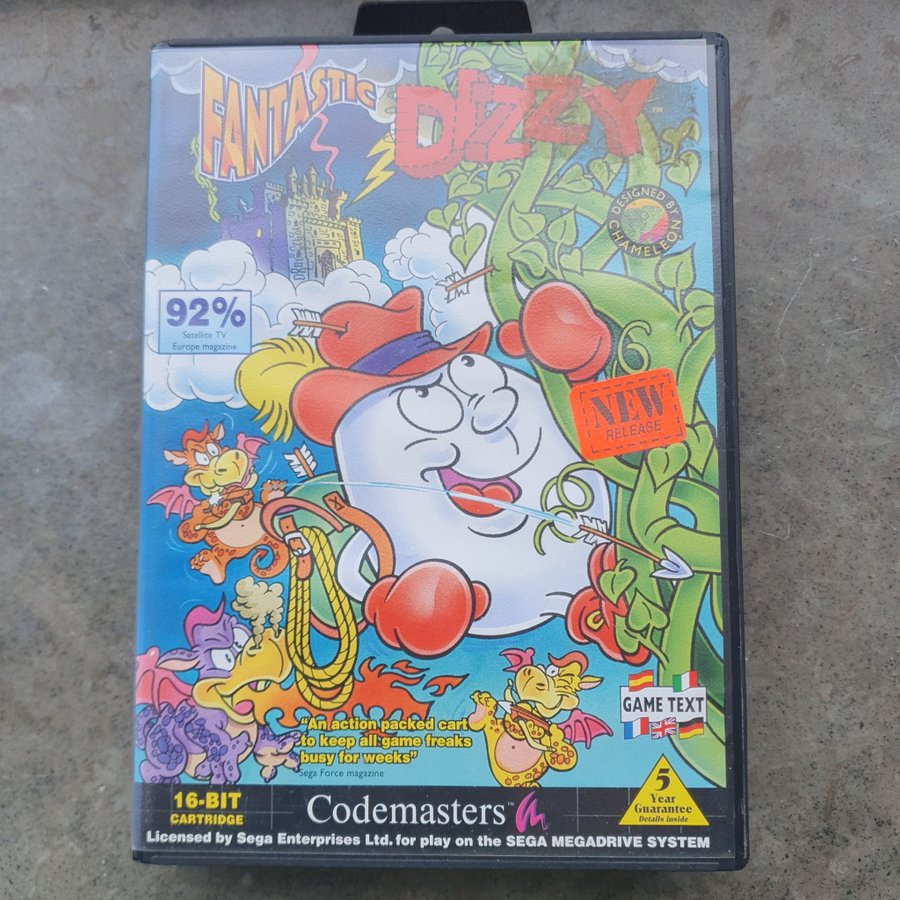 FANTASTIC
DIZZY™
DESIGNED BY
CHAMELEON
92%
Satellite TV
Europe magazine
NEW
RELEASE
GAME TEXT
"An action packed cart
to keep all game freaks
busy for weeks"
Sega Force magazine
5
Year
Guarantee
Details inside
16-BIT
CARTRIDGE
Codemasters™
Licensed by Sega Enterprises Ltd. for play on the SEGA MEGADRIVE SYSTEM